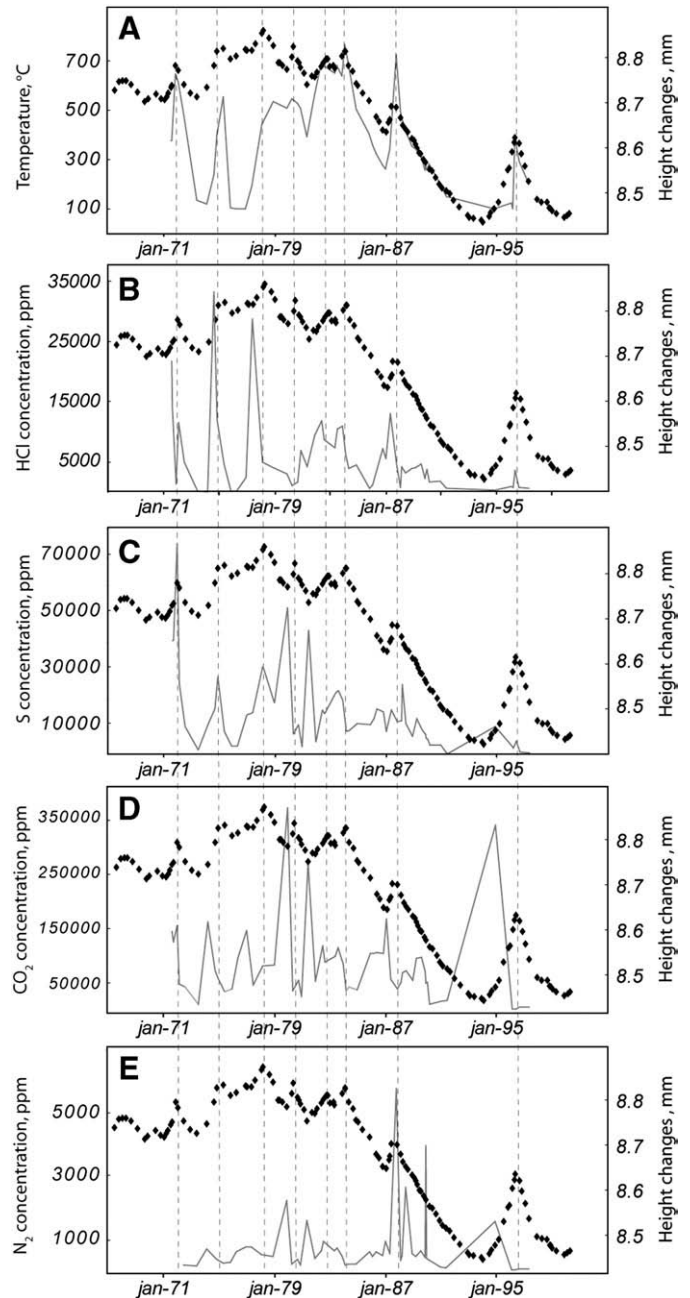 A
Temperature, °C
700
500
300
100
8.8
8.7
8.6
8.5
Height changes, mm
jan-71 jan-79 jan-87 jan-95
B
HCl concentration, ppm
35000
25000
15000
5000
8.8
8.7
8.6
8.5
Height changes, mm
jan-71 jan-79 jan-87 jan-95
C
S concentration, ppm
70000
50000
30000
10000
8.8
8.7
8.6
8.5
Height changes, mm
jan-71 jan-79 jan-87 jan-95
D
CO2 concentration, ppm
350000
250000
150000
50000
8.8
8.7
8.6
8.5
Height changes, mm
jan-71 jan-79 jan-87 jan-95
E
N2 concentration, ppm
5000
3000
1000
8.8
8.7
8.6
8.5
Height changes, mm
jan-71 jan-79 jan-87 jan-95